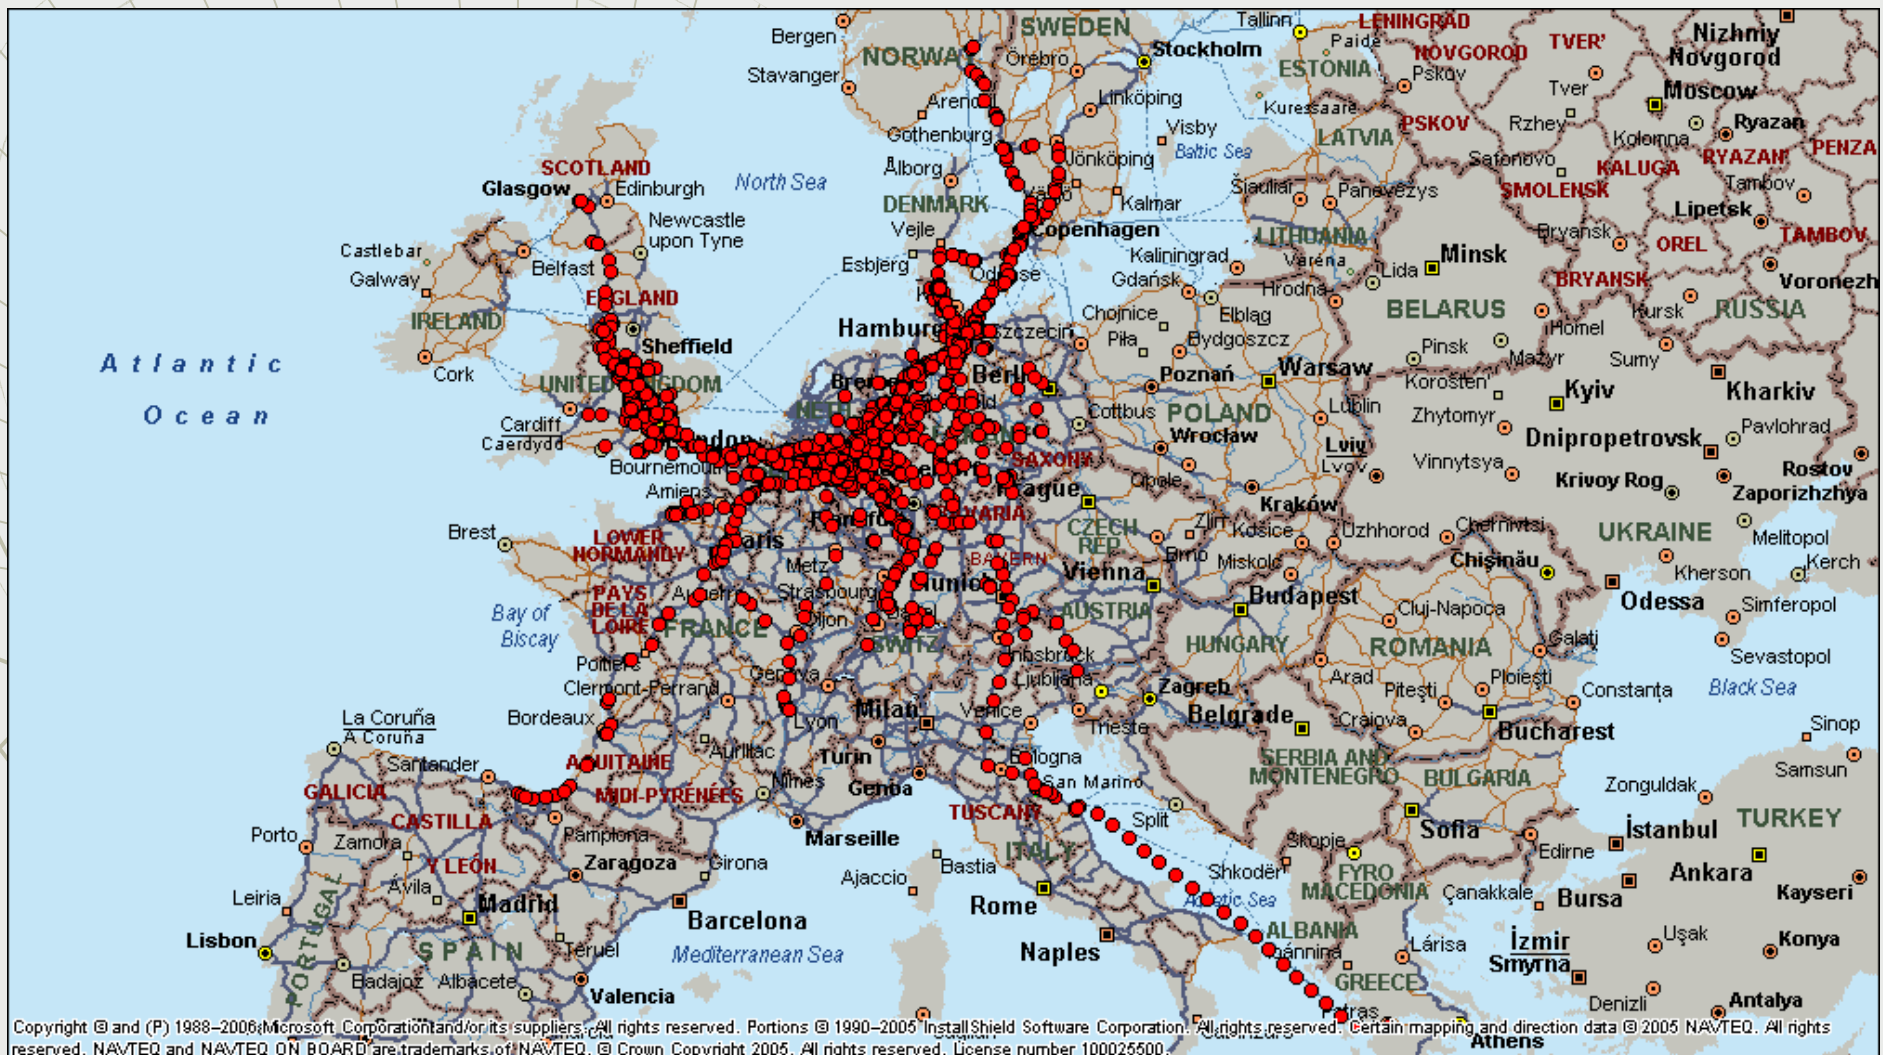 Bergen
NORWAY
SWEDEN
Örebro
Stockholm
Tallinn
Paide
ESTONIA
LENINGRAD
NOVGOROD
TVER'
Nizhniy
Novgorod
Stavanger
Pskov
Tver
Moscow
Linköping
Kuressaare
Gothenburg
Visby
LATVIA
PSKOV
Rzhev
Kolomna
Ryazan
Jönköping
Baltic Sea
Safonovo
KALUGA
RYAZAN'
PENZA
SCOTLAND
Glasgow
Edinburgh
North Sea
Ålborg
DENMARK
Kalmar
Šiauliai
Panevėžys
SMOLENSK
Tambov
Lipetsk
Newcastle
upon Tyne
Vejle
Copenhagen
LITHUANIA
Bryansk
OREL
TAMBOV
Castlebar
Galway
Belfast
Esbjerg
Kaliningrad
Varėna
Lida
Minsk
Gdańsk
Hrodna
BRYANSK
Voronezh
ENGLAND
IRELAND
Elbląg
BELARUS
Homel
Kursk
RUSSIA
Hamburg
Szczecin
Chojnice
Piła
Bydgoszcz
Sheffield
Cork
Pinsk
Mazyr
Sumy
Atlantic
Ocean
Poznań
Warsaw
Korosten'
Kyiv
Kharkiv
Cardiff
Caerdydd
Cottbus
POLAND
Lublin
Zhytomyr
Wrocław
Lviv
Lvov
Dnipropetrovsk
Pavlohrad
Bournemouth
SAXONY
Opole
Vinnytsya
Rostov
Amiens
Kraków
Krivoy Rog
Zaporizhzhya
Brest
LOWER
NORMANDY
CZECH
REP.
Zlín
Brno
Košice
Uzhhorod
Chernivtsi
UKRAINE
Melitopol
Metz
BAYERN
Vienna
Miskolc
Chișinău
Kherson
Kerch
Bay of
Biscay
PAYS
DE LA
LOIRE
Strasbourg
Munich
AUSTRIA
Budapest
Odessa
Simferopol
FRANCE
Dijon
Cluj-Napoca
HUNGARY
ROMANIA
Galați
Sevastopol
Poitiers
Innsbruck
Clermont-Ferrand
Geneva
Ljubljana
Zagreb
Arad
Pitești
Ploiești
Constanța
Black Sea
La Coruña
A Coruña
Bordeaux
Lyon
Milan
Venice
Trieste
Belgrade
Craiova
Bucharest
Sinop
Santander
AQUITAINE
Aurillac
Turin
Bologna
SERBIA AND
MONTENEGRO
BULGARIA
Samsun
GALICIA
MIDI-PYRÉNÉES
Nîmes
Genoa
San Marino
Zonguldak
TURKEY
CASTILLA
Y LEÓN
Porto
Zamora
Pamplona
Marseille
TUSCANY
Split
Sofia
İstanbul
Zaragoza
Girona
Bastia
ITALY
Skopje
Edirne
Ankara
Ávila
Ajaccio
Shkodër
FYRO
MACEDONIA
Çanakkale
Bursa
Kayseri
Leiria
Madrid
Barcelona
Rome
PORTUGAL
Lisbon
SPAIN
Teruel
Mediterranean Sea
Naples
ALBANIA
Lárisa
İzmir
Smyrna
Uşak
Konya
Badajoz
Albacete
Valencia
GREECE
Denizli
Antalya
Athens
Copyright © and (P) 1988–2006 Microsoft Corporation and/or its suppliers. All rights reserved. Portions © 1990–2005 InstallShield Software Corporation. All rights reserved. Certain mapping and direction data © 2005 NAVTEQ. All rights
reserved. NAVTEQ and NAVTEQ ON BOARD are trademarks of NAVTEQ. © Crown Copyright 2005. All rights reserved. License number 100025500.